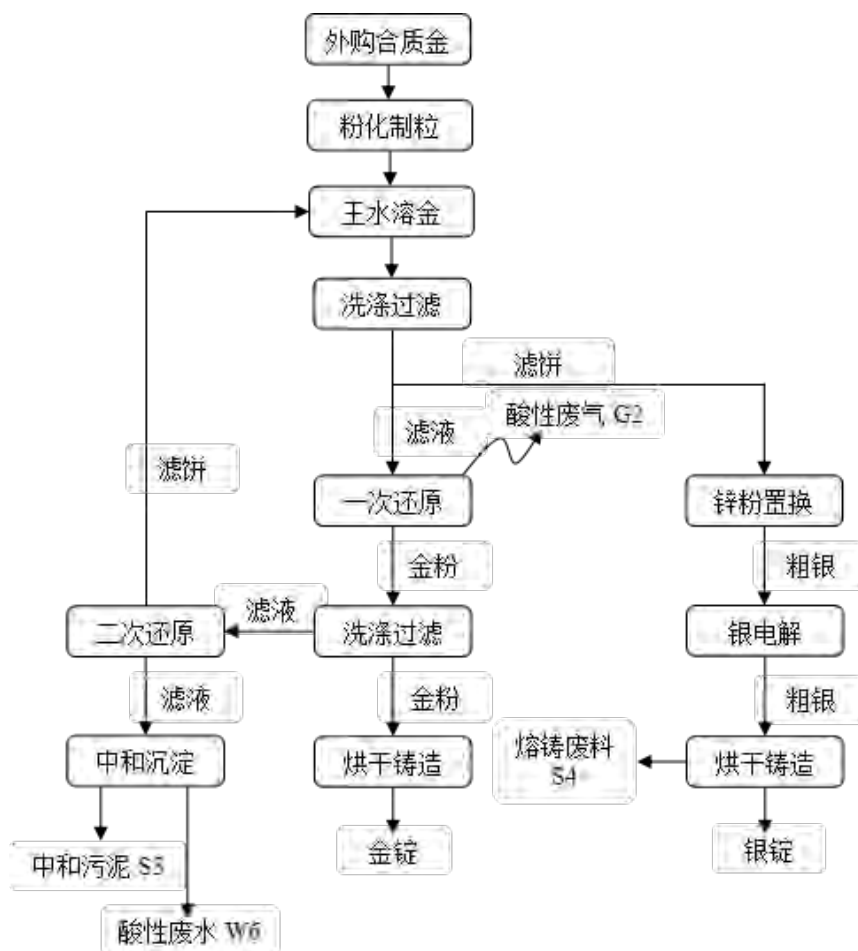 外购合质金
粉化制粒
王水溶金
洗涤过滤
滤饼
酸性废气 G2
滤液
滤饼
一次还原
锌粉置换
金粉
粗银
滤液
二次还原
洗涤过滤
银电解
滤液
金粉
粗银
熔铸废料
S4
中和沉淀
烘干铸造
烘干铸造
中和污泥 S5
金锭
银锭
酸性废水 W6